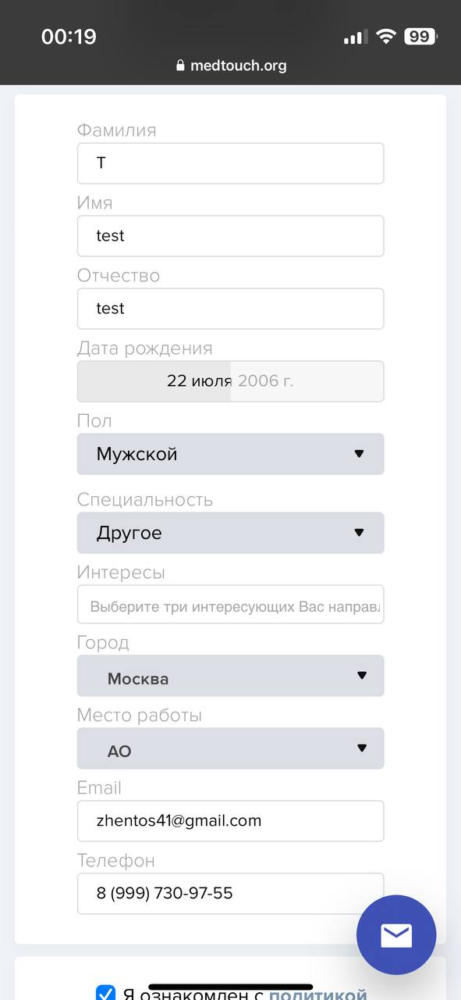 00:19
99
medtouch.org
Фамилия
Т
Имя
test
Отчество
test
Дата рождения
22 июля 2006 г.
Пол
Мужской
Специальность
Другое
Интересы
Выберите три интересующих Вас направл
Город
Москва
Место работы
АО
Email
zhentos41@gmail.com
Телефон
8 (999) 730-97-55
Я ознакомлен с политикой